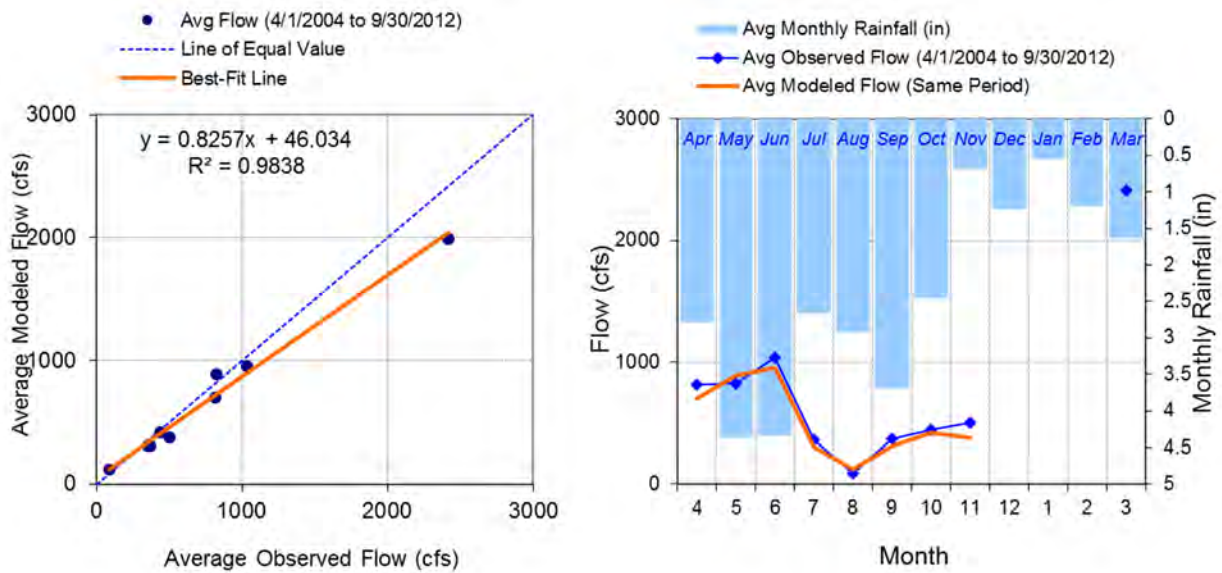 Avg Flow (4/1/2004 to 9/30/2012)
Line of Equal Value
Best-Fit Line
3000
2000
1000
0
Average Modeled Flow (cfs)
y = 0.8257x + 46.034
R² = 0.9838
0 1000 2000 3000
Average Observed Flow (cfs)
Avg Monthly Rainfall (in)
Avg Observed Flow (4/1/2004 to 9/30/2012)
Avg Modeled Flow (Same Period)
3000
2000
1000
0
Flow (cfs)
Apr May Jun Jul Aug Sep Oct Nov Dec Jan Feb Mar
0
0.5
1
1.5
2
2.5
3
3.5
4
4.5
5
Monthly Rainfall (in)
4 5 6 7 8 9 10 11 12 1 2 3
Month